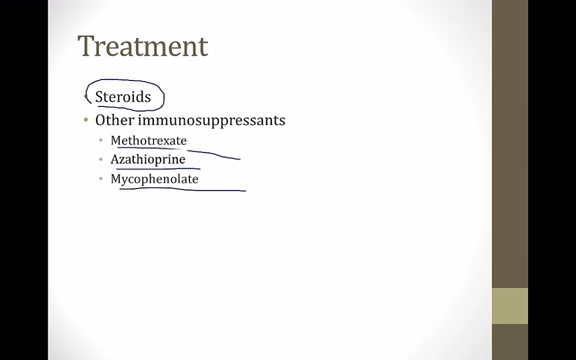 Treatment
Steroids
Other immunosuppressants
Methotrexate
Azathioprine
Mycophenolate